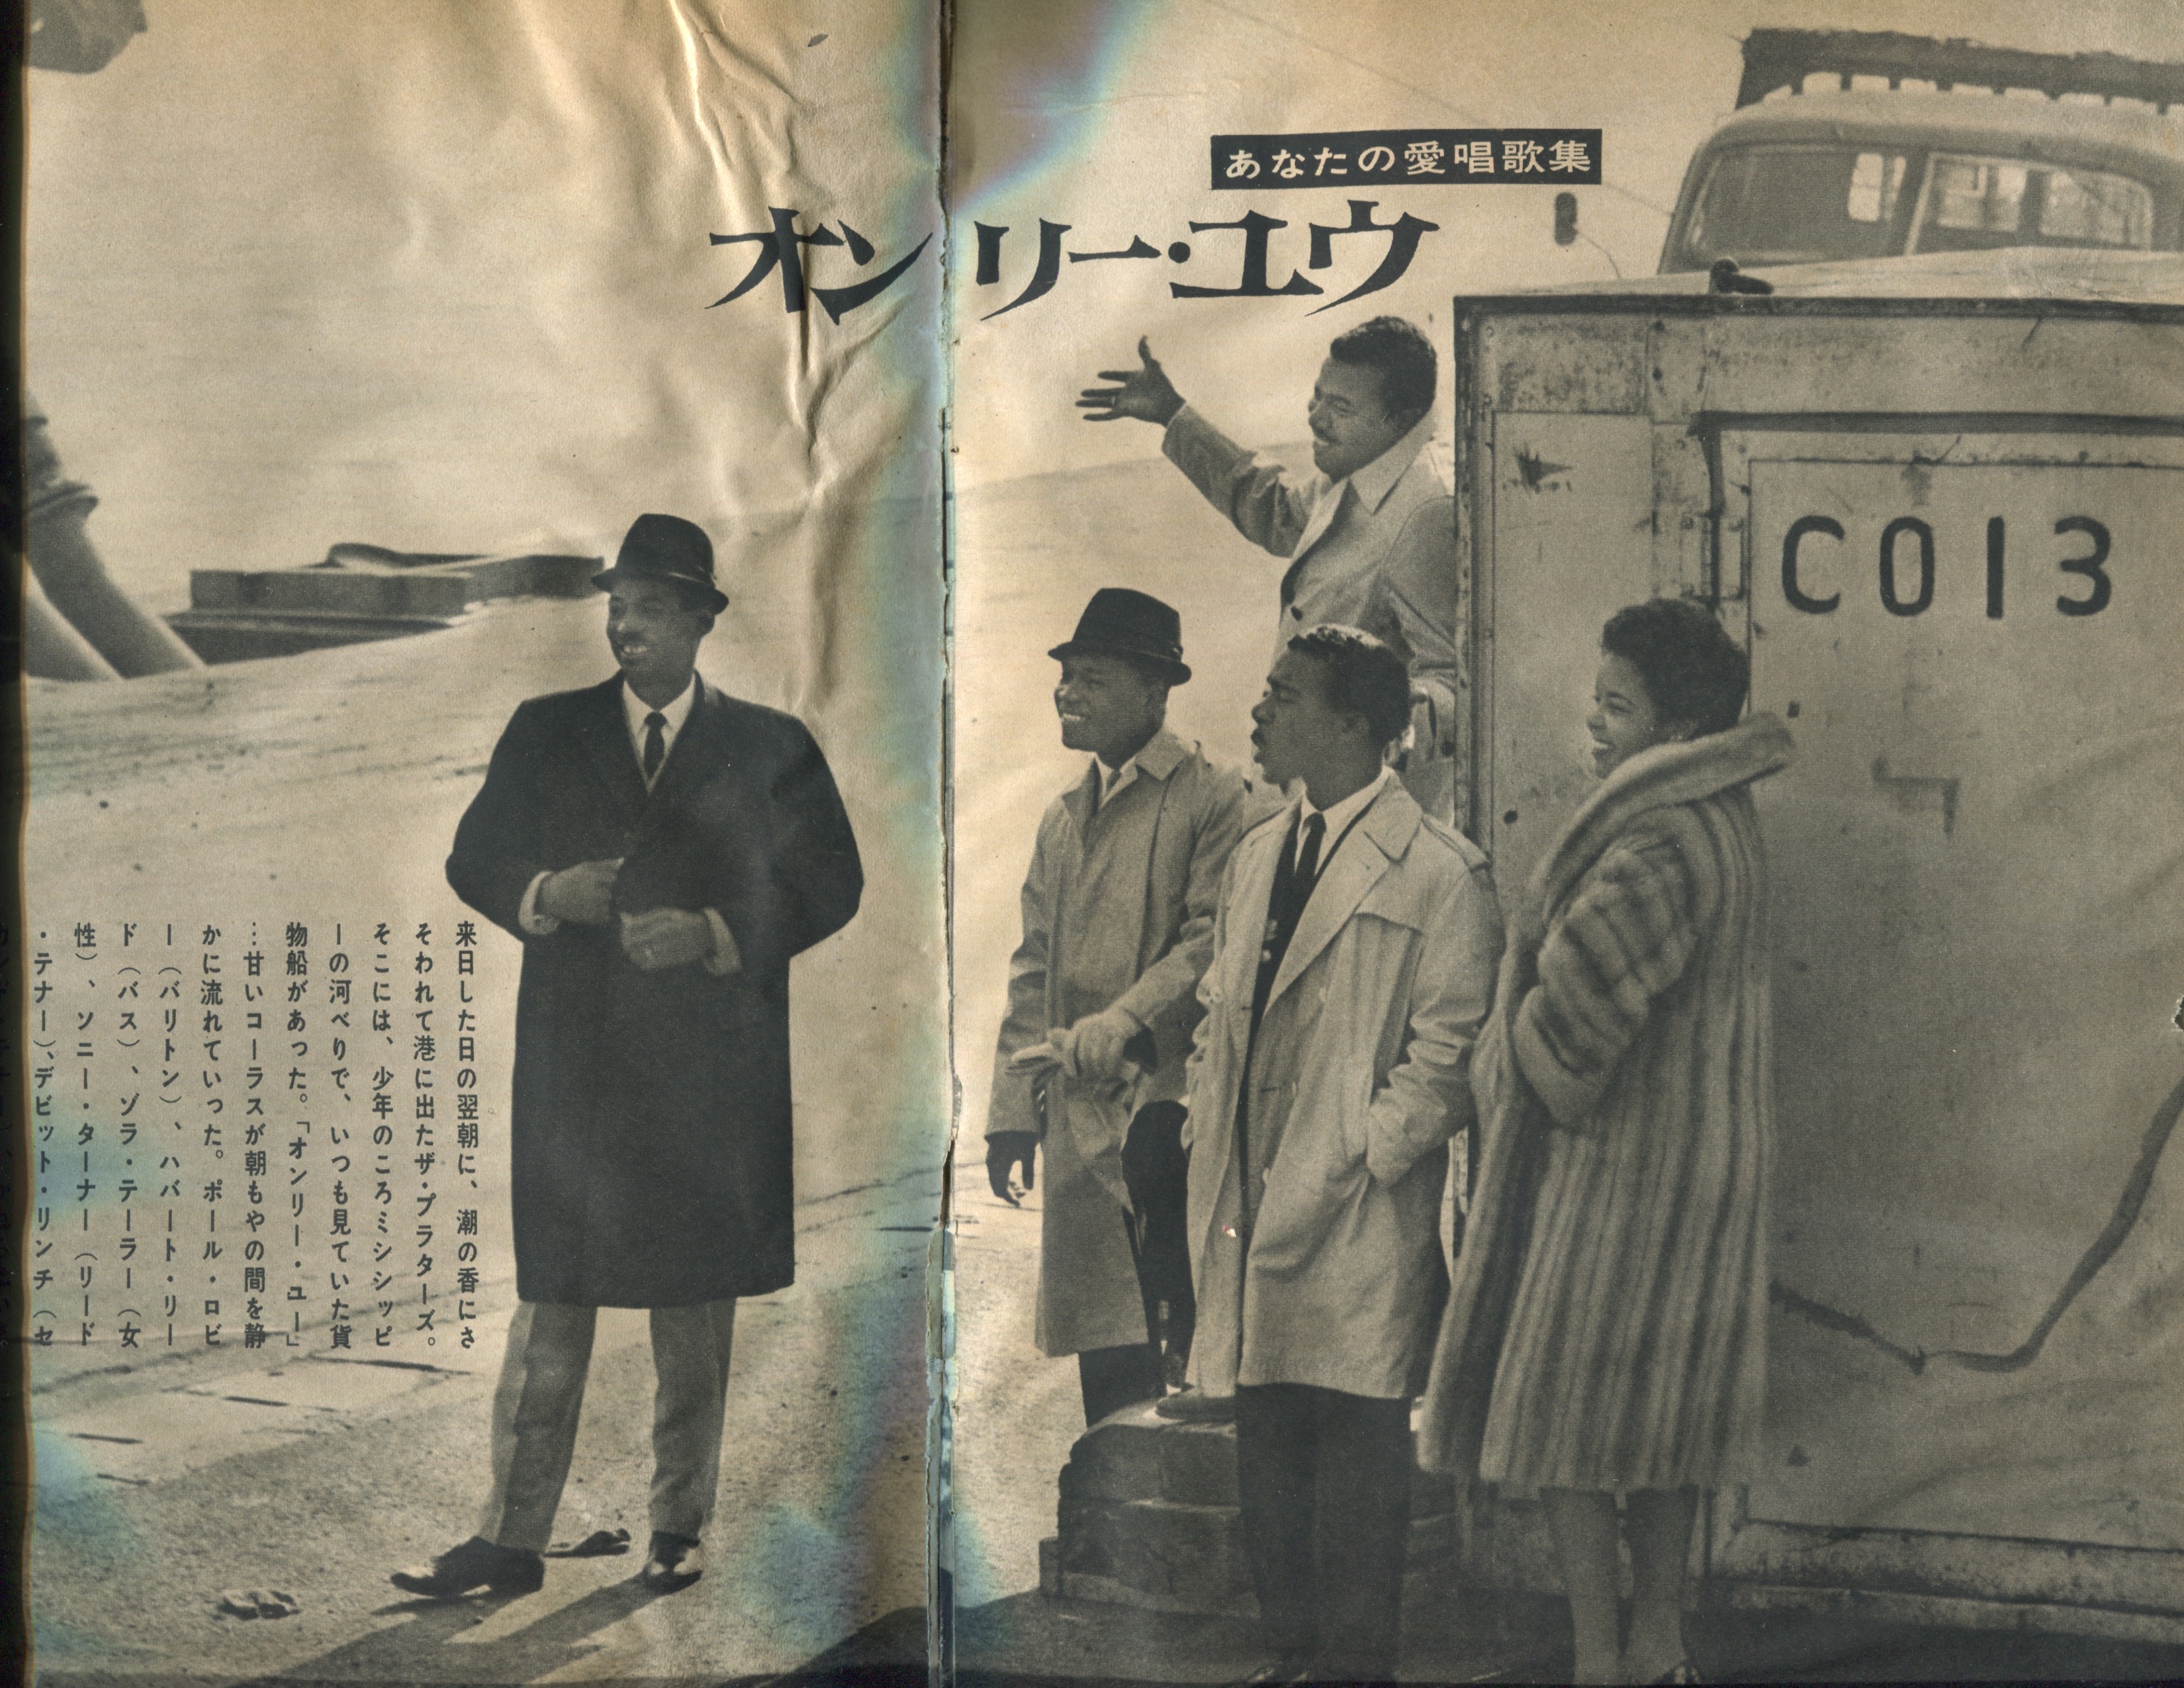 あなたの愛唱歌集
オンリー・ユウ
C013
来日した日の翌朝に、潮の香にさ
そわれて港に出たザ・プラターズ。
そこには、少年のころミシシッピ
ーの河べりで、いつも見ていた貨
物船があった。「オンリー・ユー」
…甘いコーラスが朝もやの間を静
かに流れていった。ポール・ロビ
ー（バリトン）、ハバート・リー
ド（バス）、ゾラ・テーラー（女
性）、ソニー・ターナー（リード
・テナー）、デビット・リンチ（セ